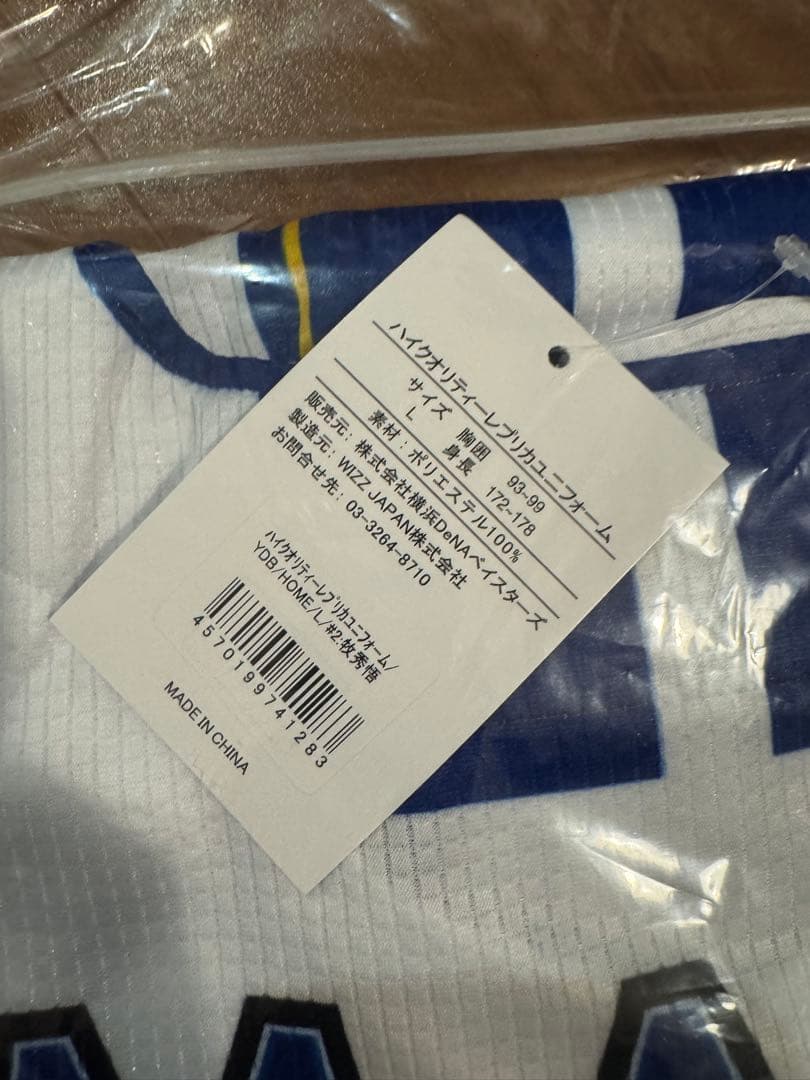 ハイクオリティーレプリカユニフォーム
サイズ 胸囲 93~99
L 身長 172~178
素材：ポリエステル100%
販売元：株式会社横浜DeNAベイスターズ
製造元：WIZZ JAPAN株式会社
お問合せ先：03-3264-8710
ハイクオリティーレプリカユニフォーム/
YDB/HOME/L/#2:牧秀悟
4570199741283
MADE IN CHINA